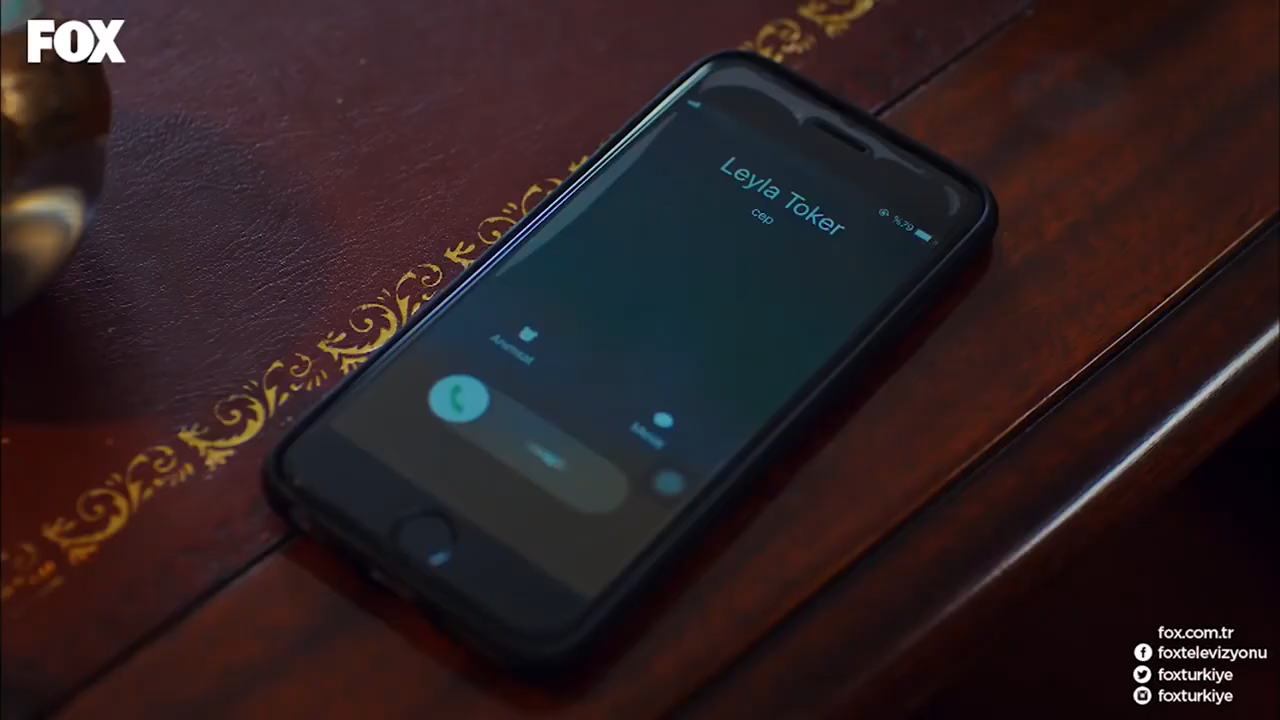 FOX
Leyla Toker
cep
%79
Anımsat
Mesaj
fox.com.tr
foxtelevizyonu
foxturkiye
foxturkiye